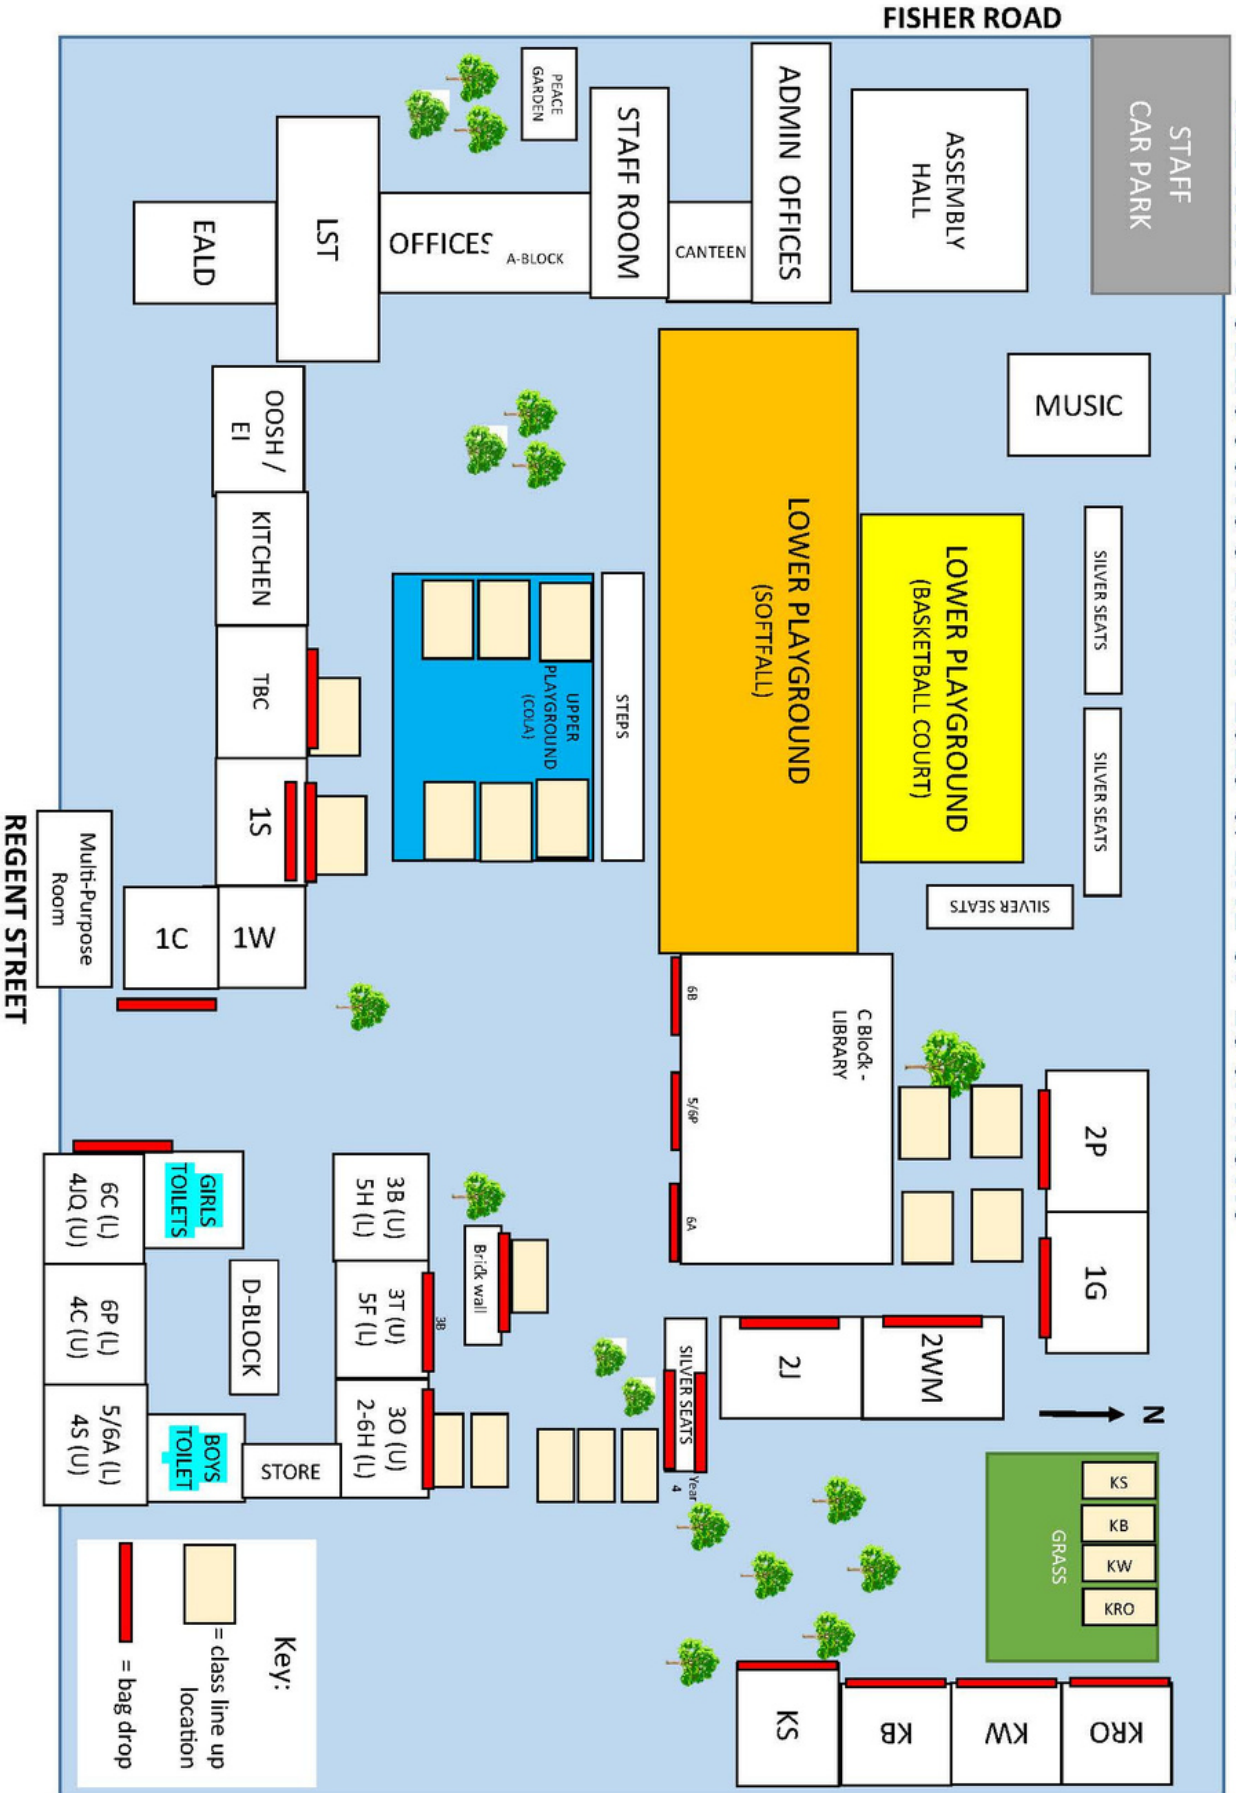 FISHER ROAD
STAFF
CAR PARK
ASSEMBLY
HALL
ADMIN OFFICES
PEACE
GARDEN
STAFF ROOM
CANTEEN
A-BLOCK
OFFICES
LST
EALD
MUSIC
OOSH /
EI
KITCHEN
TBC
1S
1W
1C
Multi-Purpose
Room
REGENT STREET
LOWER PLAYGROUND
(SOFTFALL)
LOWER PLAYGROUND
(BASKETBALL COURT)
SILVER SEATS
SILVER SEATS
SILVER SEATS
STEPS
UPPER
PLAYGROUND
(COLA)
C Block -
LIBRARY
6B
5/6P
6A
2P
1G
2WM
2J
N
SILVER SEATS
Year
4
Brick wall
3B
3B (U)
5H (L)
3T (U)
5F (L)
3O (U)
2-6H (L)
GIRLS
TOILETS
D-BLOCK
BOYS
TOILET
STORE
6C (L)
4JQ (U)
6P (L)
4C (U)
5/6A (L)
4S (U)
KS
KB
KW
KRO
GRASS
KRO
KW
KB
KS
Key:
= class line up
location
= bag drop